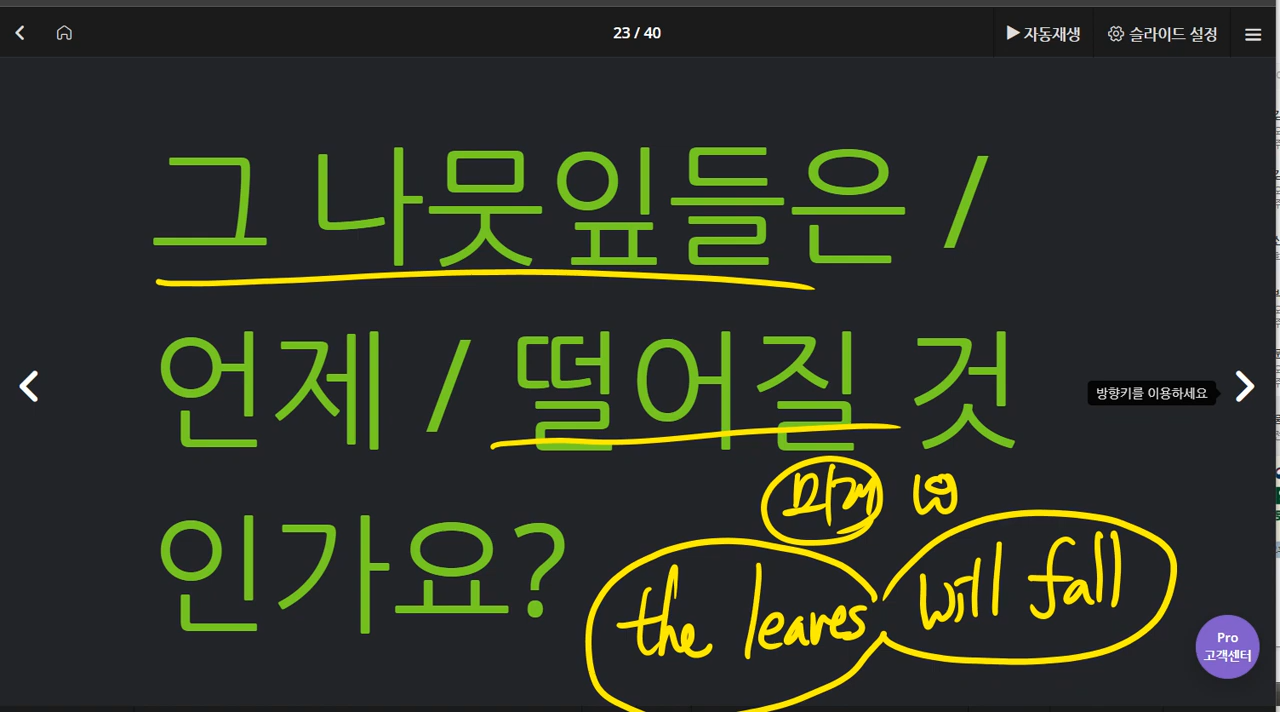 23 / 40
▶자동재생
슬라이드 설정
그 나뭇잎들은 /
언제 / 떨어질 것
방향키를 이용하세요
인가요?
the leaves will fall
Pro
고객센터